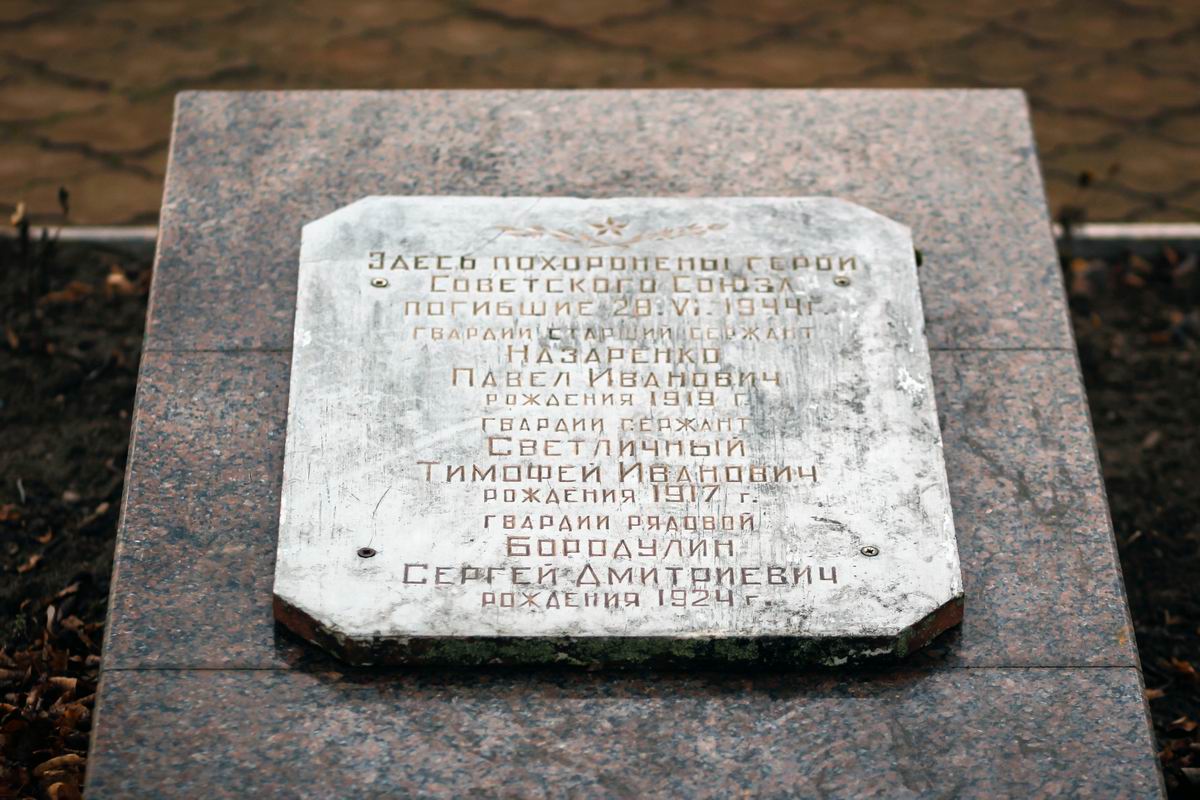 Здесь похоронены герои
Советского Союза
погибшие 28.VI.1944г.
гвардии старший сержант
Назаренко
Павел Иванович
рождения 1919 г.
гвардии сержант
Светличный
Тимофей Иванович
рождения 1917 г.
гвардии рядовой
Бородулин
Сергей Дмитриевич
рождения 1924 г.